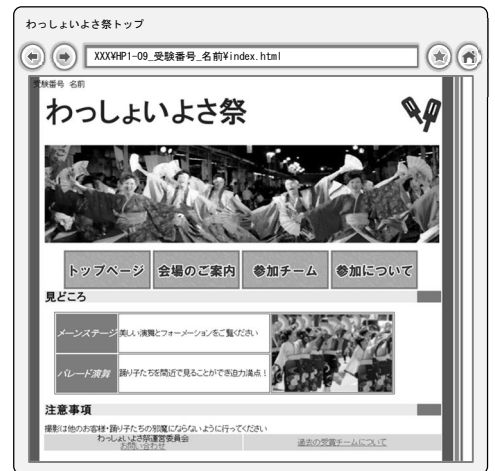 わっしょいよさ祭トップ
XXX¥HP1-09_受験番号_名前¥index.html
受験番号 名前
わっしょいよさ祭
トップページ 会場のご案内 参加チーム 参加について
見どころ
メーンステージ 美しい演舞とフォーメーションをご覧ください
パレード演舞 踊り子たちを間近で見ることができ迫力満点！
注意事項
撮影は他のお客様・踊り子たちの邪魔にならないように行ってください
わっしょいよさ祭運営委員会
お問い合わせ
過去の受賞チームについて